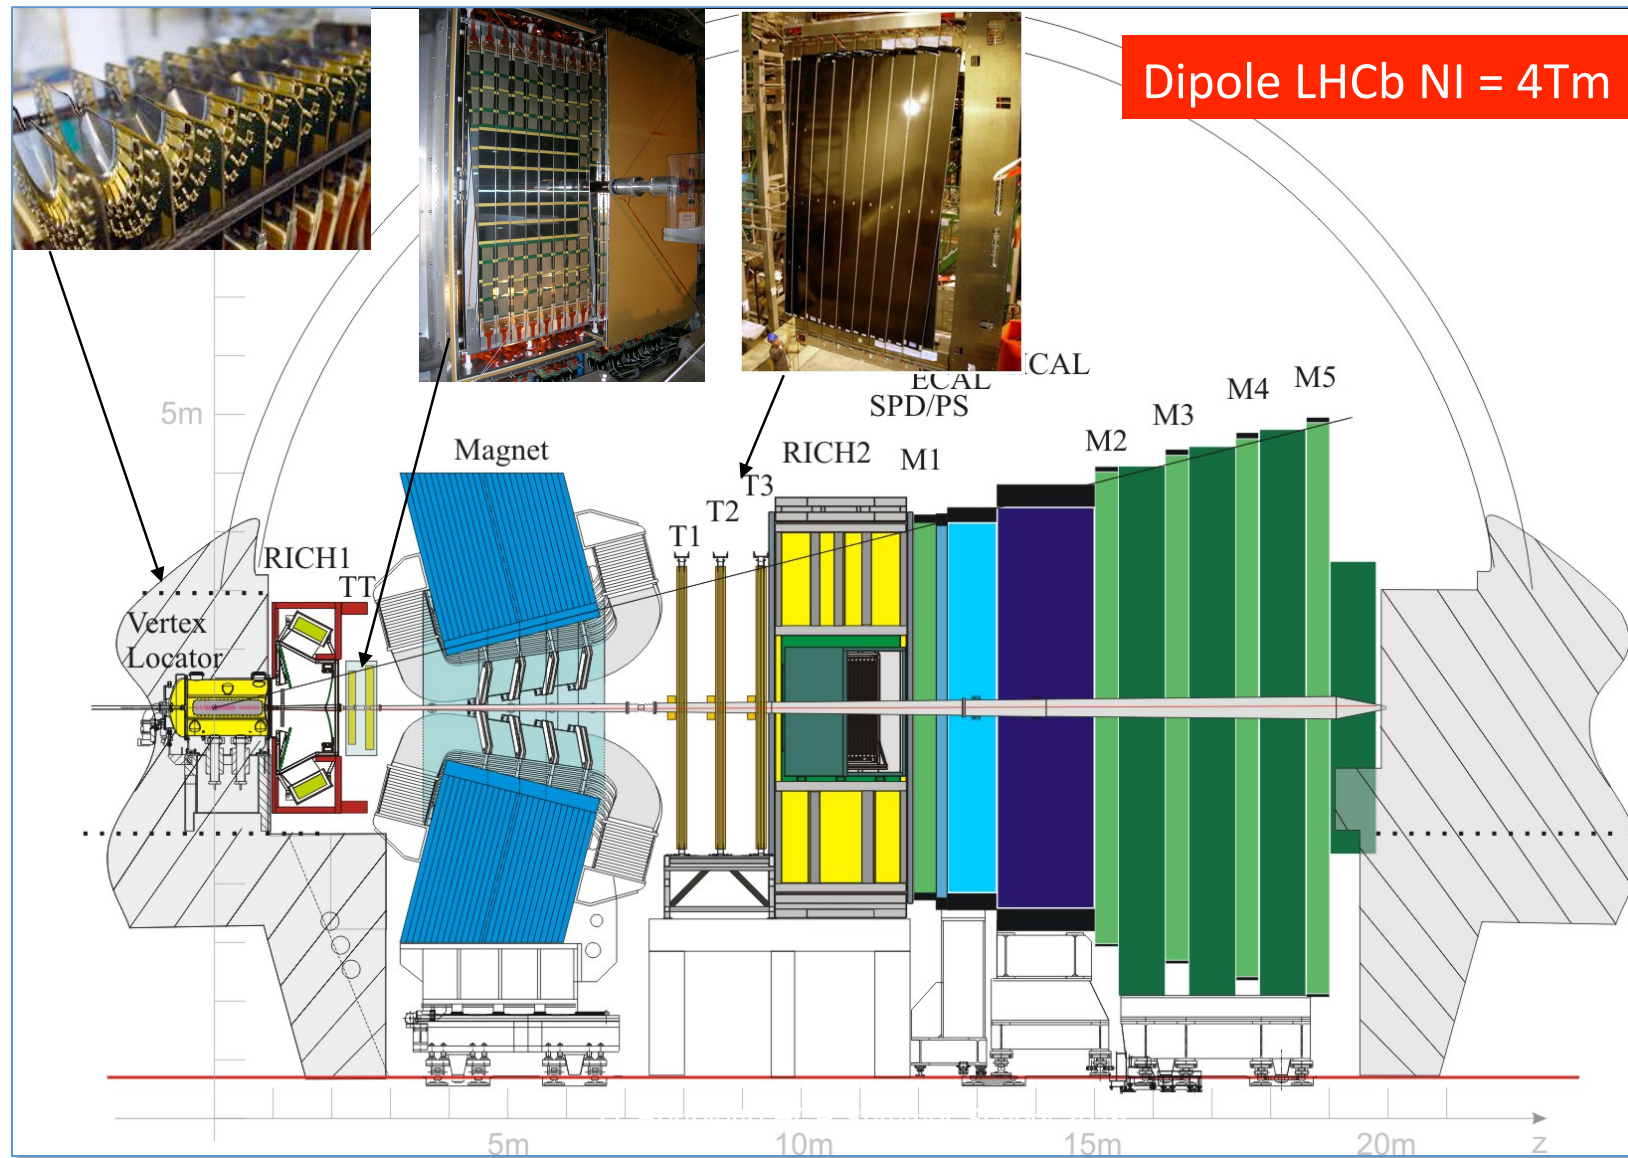 Dipole LHCb NI = 4Tm
ECAL
HCAL
SPD/PS
M5
M4
M3
M2
5m
Magnet
RICH2
M1
T3
T2
T1
RICH1
TT
Vertex
Locator
5m
10m
15m
20m
z